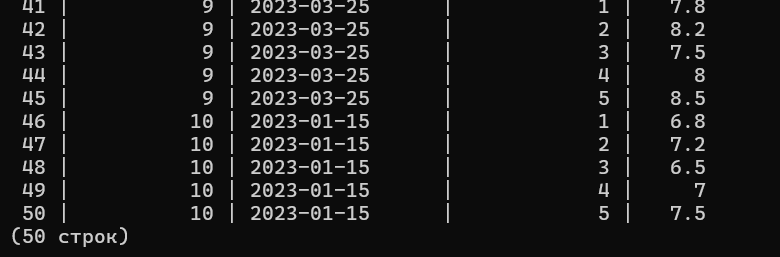 41 | 9 | 2023-03-25 | 1 | 7.8
42 | 9 | 2023-03-25 | 2 | 8.2
43 | 9 | 2023-03-25 | 3 | 7.5
44 | 9 | 2023-03-25 | 4 | 8
45 | 9 | 2023-03-25 | 5 | 8.5
46 | 10 | 2023-01-15 | 1 | 6.8
47 | 10 | 2023-01-15 | 2 | 7.2
48 | 10 | 2023-01-15 | 3 | 6.5
49 | 10 | 2023-01-15 | 4 | 7
50 | 10 | 2023-01-15 | 5 | 7.5
(50 строк)